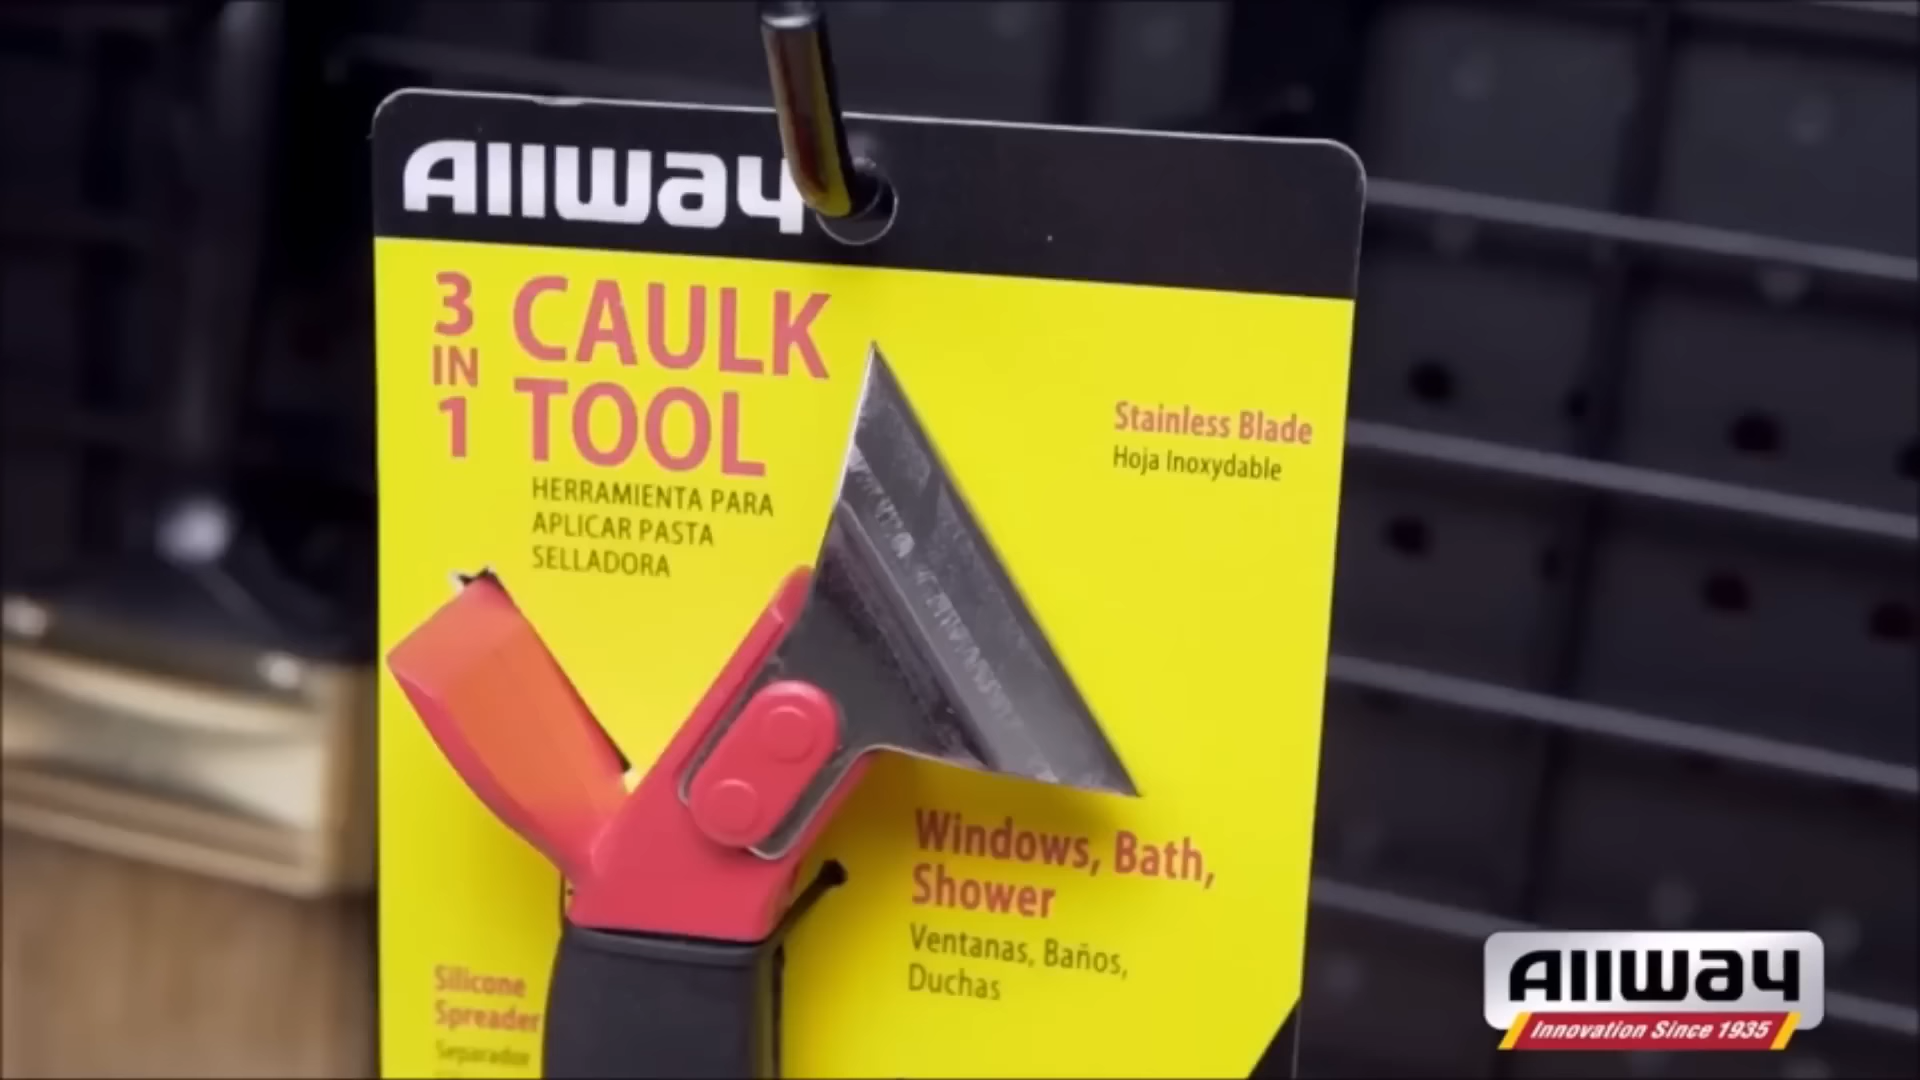 Allway
3 IN 1
CAULK
TOOL
HERRAMIENTA PARA
APLICAR PASTA
SELLADORA
Stainless Blade
Hoja Inoxydable
Windows, Bath,
Shower
Ventanas, Baños,
Duchas
Silicone
Spreader
Separador
Allway
Innovation Since 1935